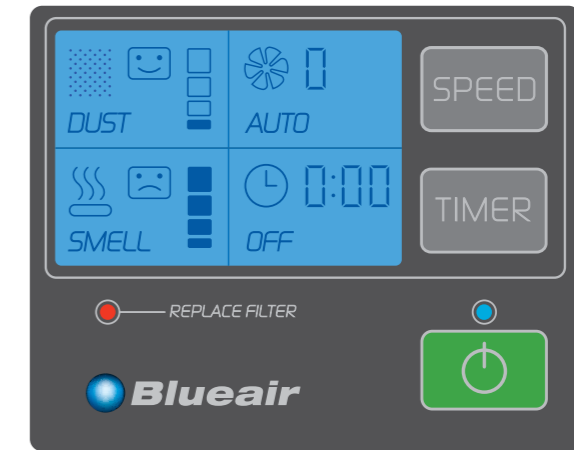 0
SPEED
DUST
AUTO
0:00
TIMER
SMELL
OFF
REPLACE FILTER
Blueair